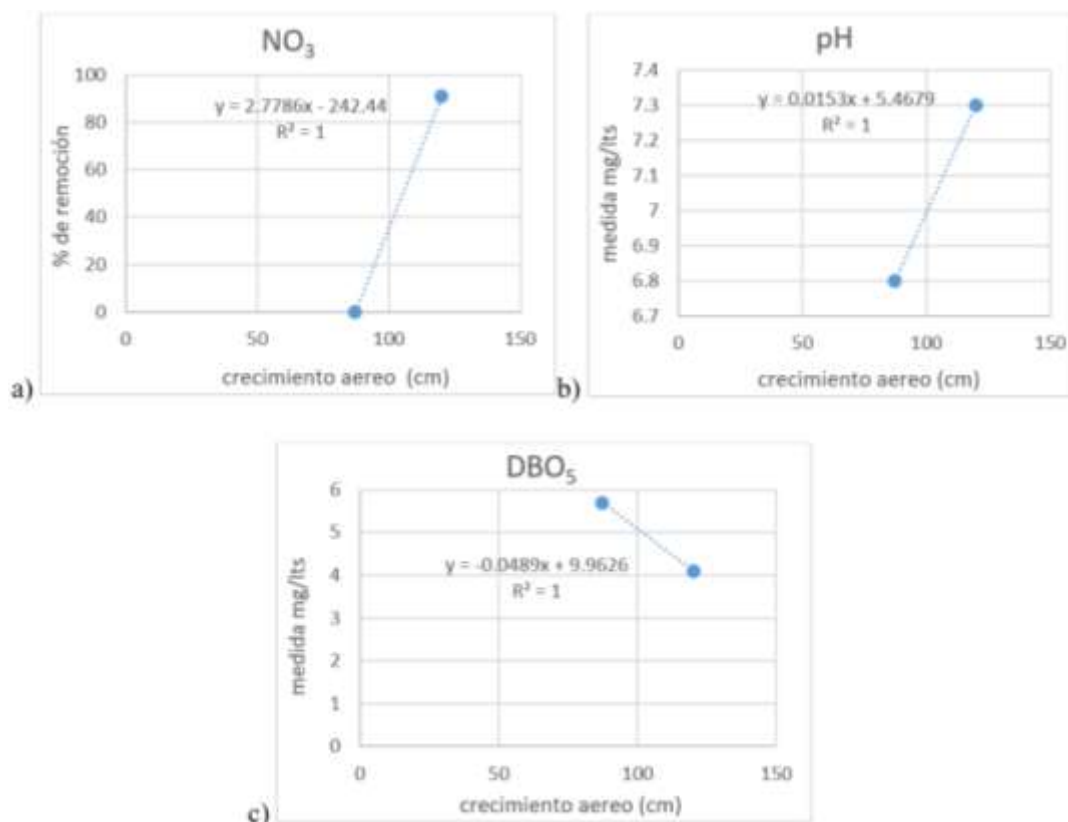 NO₃
100
80
60
40
20
0
% de remoción
y = 2.7786x - 242.44
R² = 1
0 50 100 150
crecimiento aereo (cm)
a)
pH
7.4
7.3
7.2
7.1
7
6.9
6.8
6.7
medida mg/lts
y = 0.0153x + 5.4679
R² = 1
0 50 100 150
crecimiento aereo (cm)
b)
DBO₅
6
5
4
3
2
1
0
medida mg/lts
y = -0.0489x + 9.9626
R² = 1
0 50 100 150
crecimiento aereo (cm)
c)